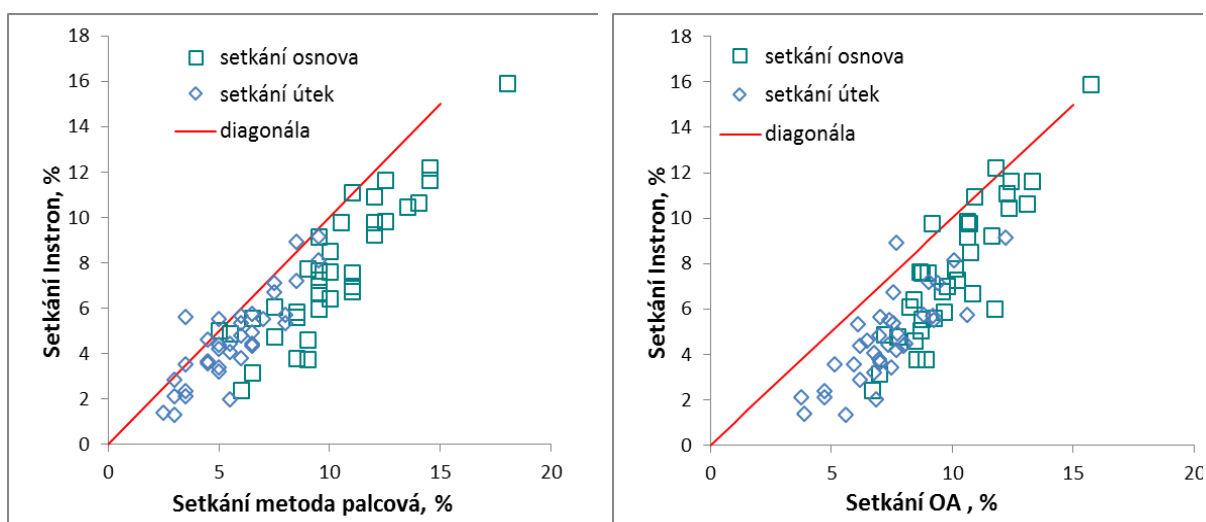 18
16
14
12
10
8
6
4
2
0
Setkání Instron, %
setkání osnova
setkání útek
diagonála
0 5 10 15 20
Setkání metoda palcová, %
18
16
14
12
10
8
6
4
2
0
Setkání Instron, %
setkání osnova
setkání útek
diagonála
0 5 10 15 20
Setkání OA , %